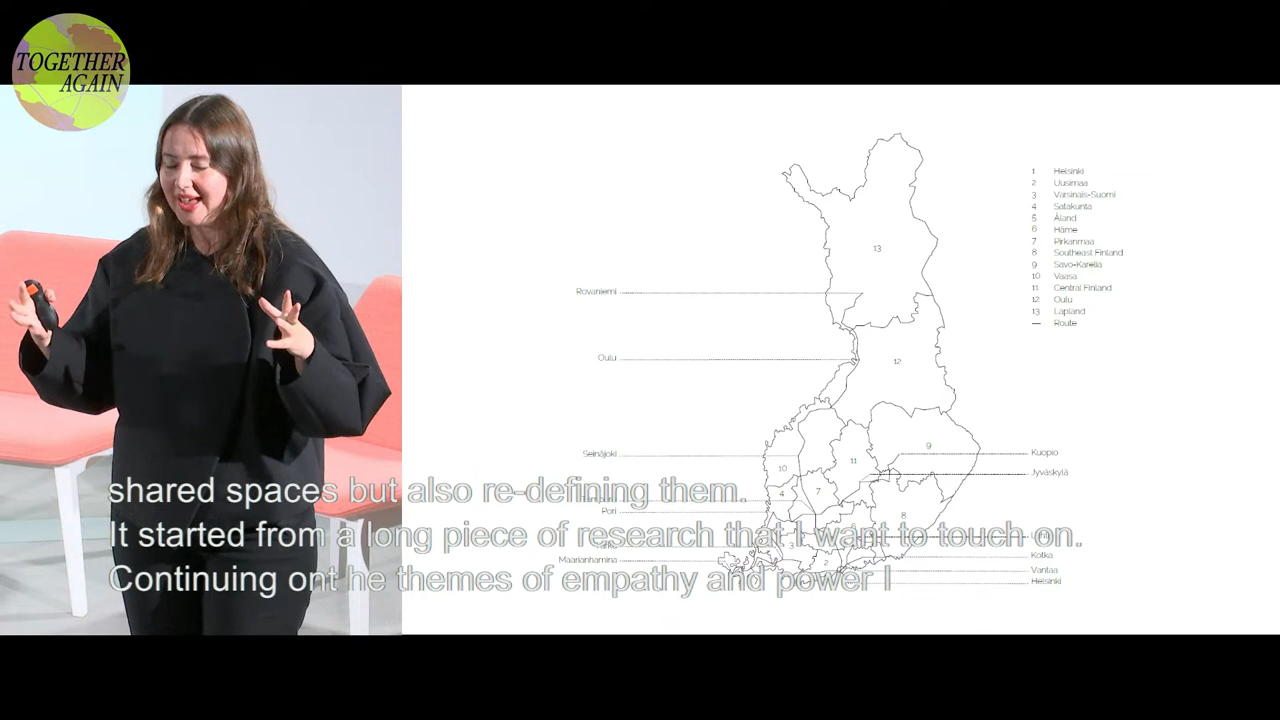 TOGETHER
AGAIN
1 Helsinki
2 Uusimaa
3 Varsinais-Suomi
4 Satakunta
5 Åland
6 Häme
7 Pirkanmaa
8 Southeast Finland
9 Savo-Karelia
10 Vaasa
11 Central Finland
12 Oulu
13 Lapland
— Route
13
Rovaniemi
Oulu
12
9
Seinäjoki
Kuopio
10
11
Jyväskylä
4
7
Pori
8
3
Kotka
Maarianhamina
2
Vantaa
Helsinki
shared spaces but also re-defining them.
It started from a long piece of research that I want to touch on.
Continuing ont he themes of empathy and power I